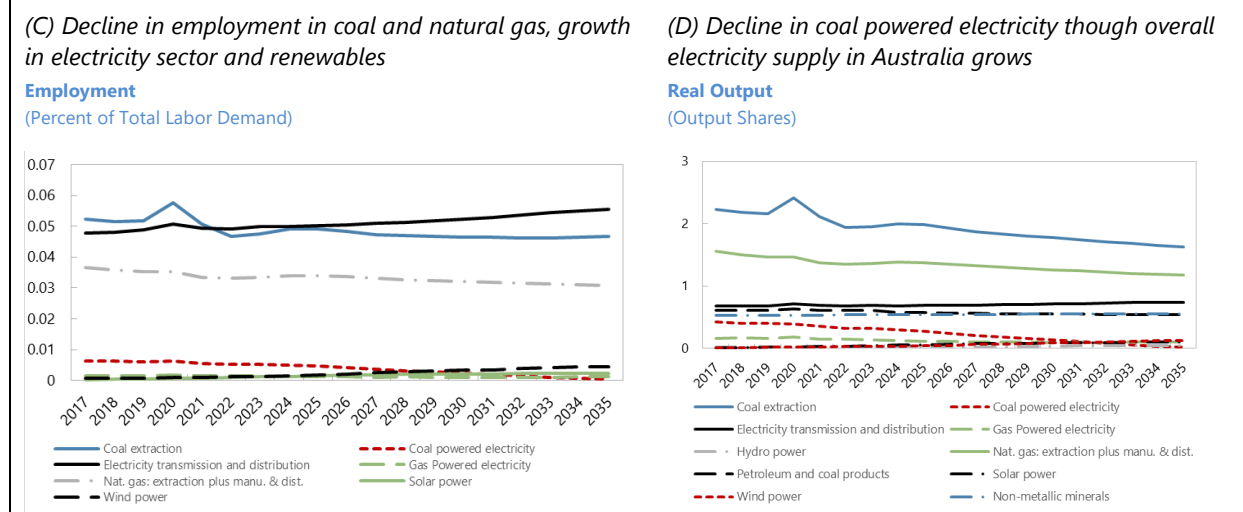 (C) Decline in employment in coal and natural gas, growth
in electricity sector and renewables
Employment
(Percent of Total Labor Demand)
0.07
0.06
0.05
0.04
0.03
0.02
0.01
0
2017 2018 2019 2020 2021 2022 2023 2024 2025 2026 2027 2028 2029 2030 2031 2032 2033 2034 2035
Coal extraction Coal powered electricity
Electricity transmission and distribution Gas Powered electricity
Nat. gas: extraction plus manu. & dist. Solar power
Wind power
(D) Decline in coal powered electricity though overall
electricity supply in Australia grows
Real Output
(Output Shares)
3
2
1
0
2017 2018 2019 2020 2021 2022 2023 2024 2025 2026 2027 2028 2029 2030 2031 2032 2033 2034 2035
Coal extraction Coal powered electricity
Electricity transmission and distribution Gas Powered electricity
Hydro power Nat. gas: extraction plus manu. & dist.
Petroleum and coal products Solar power
Wind power Non-metallic minerals